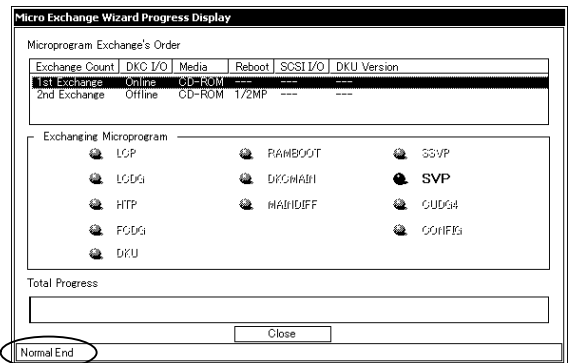 Micro Exchange Wizard Progress Display
Microprogram Exchange's Order
Exchange Count DKC I/O Media Reboot SCSI I/O DKU Version
1st Exchange Online CD-ROM --- --- ---
2nd Exchange Offline CD-ROM 1/2MP --- ---
Exchanging Microprogram
LCP RAMBOOT SSVP
LCDG DKCMAIN SVP
HTP MAINDIFF CUDG4
FCDG CONFIG
DKU
Total Progress
Close
Normal End